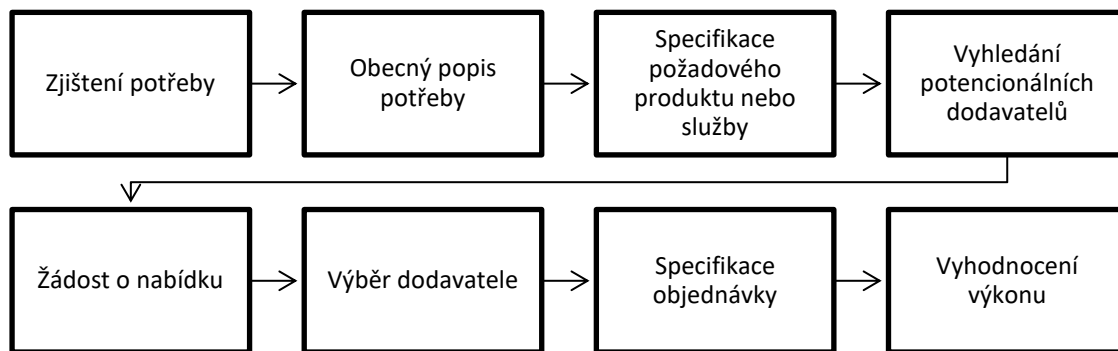 Zjištění potřeby
Obecný popis
potřeby
Specifikace
požadového
produktu nebo
služby
Vyhledání
potencionálních
dodavatelů
Žádost o nabídku
Výběr dodavatele
Specifikace
objednávky
Vyhodnocení
výkonu